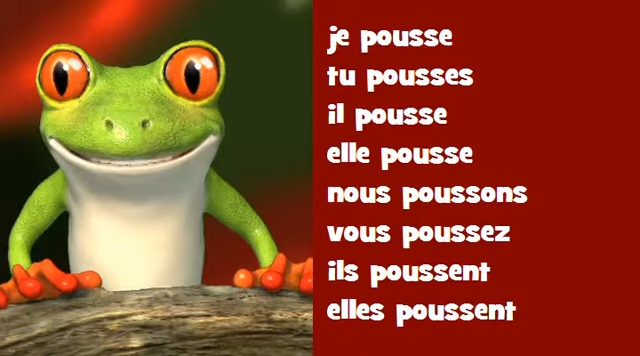 je pousse
tu pousses
il pousse
elle pousse
nous poussons
vous poussez
ils poussent
elles poussent